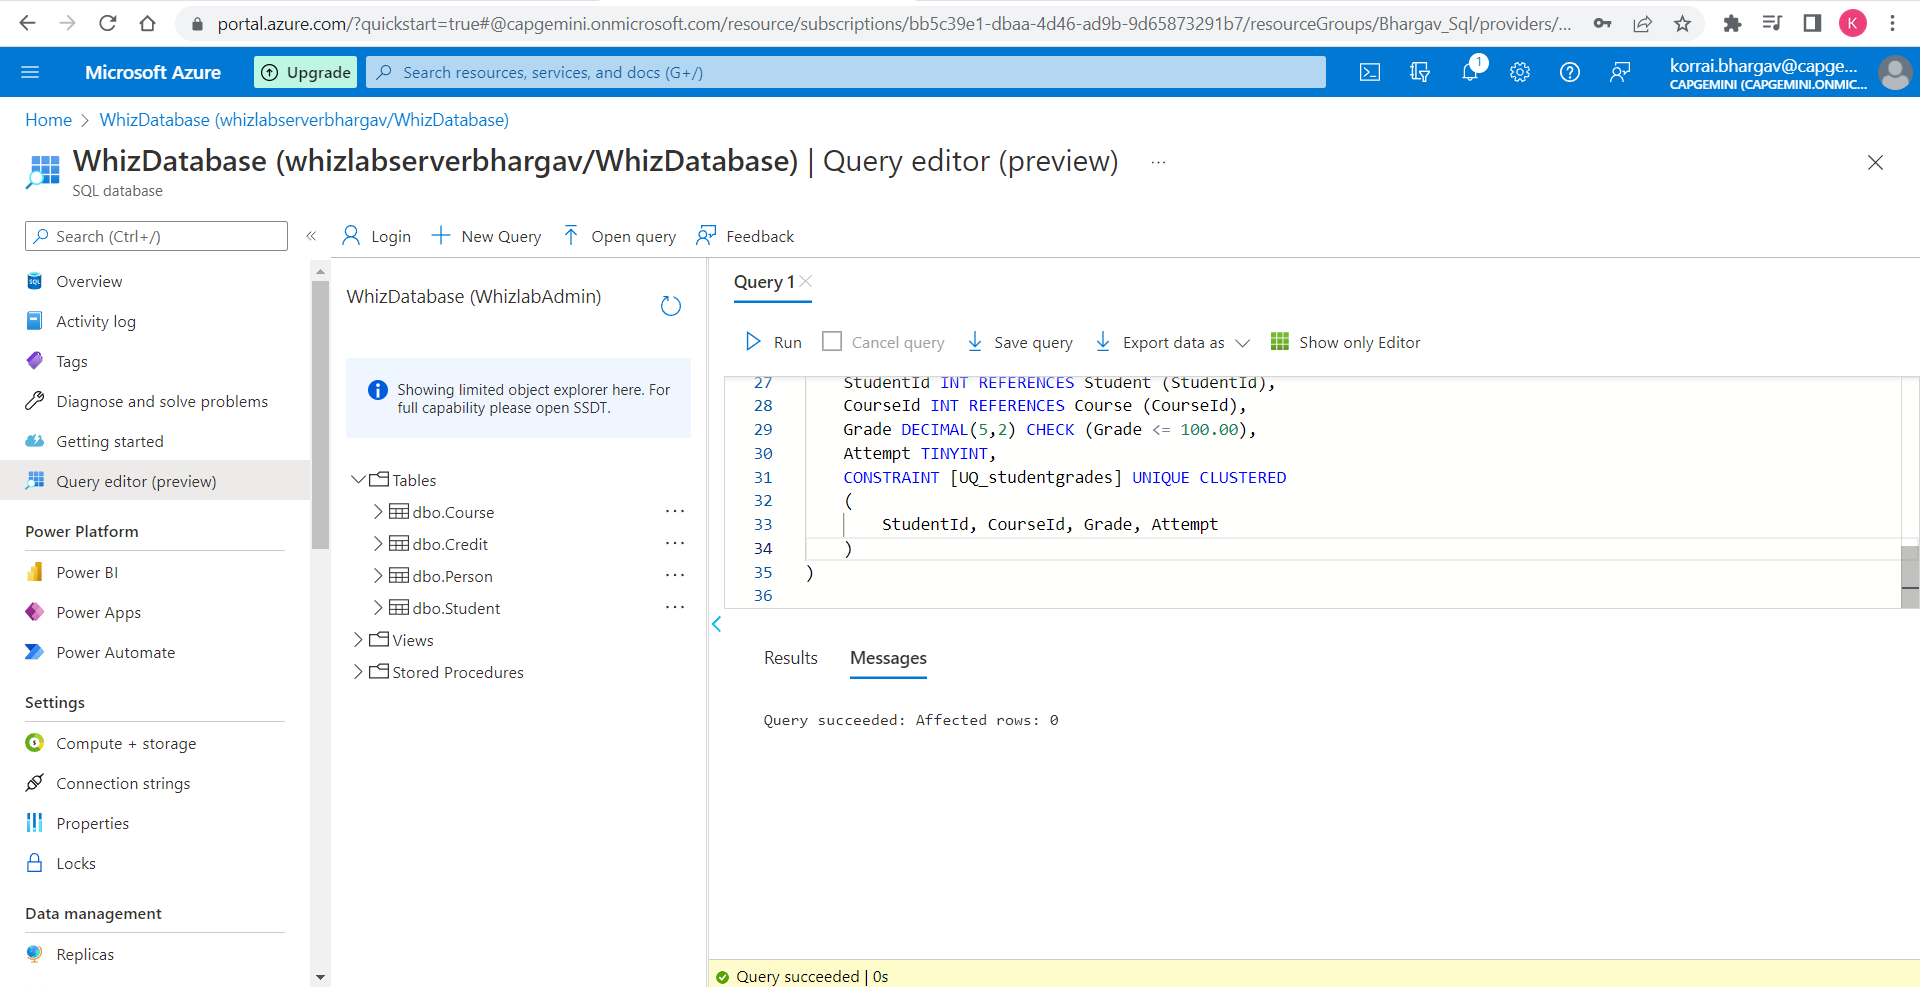 portal.azure.com/?quickstart=true#@capgemini.onmicrosoft.com/resource/subscriptions/bb5c39e1-dbaa-4d46-ad9b-9d65873291b7/resourceGroups/Bhargav_Sql/providers/...
K
Microsoft Azure
Upgrade
Search resources, services, and docs (G+/)
1
korrai.bhargav@capge...
CAPGEMINI (CAPGEMINI.ONMIC...
Home > WhizDatabase (whizlabserverbhargav/WhizDatabase)
WhizDatabase (whizlabserverbhargav/WhizDatabase) | Query editor (preview) ...
SQL database
Search (Ctrl+/)
«
Overview
Activity log
Tags
Diagnose and solve problems
Getting started
Query editor (preview)
Power Platform
Power BI
Power Apps
Power Automate
Settings
Compute + storage
Connection strings
Properties
Locks
Data management
Replicas
Login
New Query
Open query
Feedback
WhizDatabase (WhizlabAdmin)
Showing limited object explorer here. For
full capability please open SSDT.
Tables
dbo.Course ...
dbo.Credit ...
dbo.Person ...
dbo.Student ...
Views
Stored Procedures
Query 1
Run
Cancel query
Save query
Export data as
Show only Editor
27 StudentId INT REFERENCES Student (StudentId),
28 CourseId INT REFERENCES Course (CourseId),
29 Grade DECIMAL(5,2) CHECK (Grade <= 100.00),
30 Attempt TINYINT,
31 CONSTRAINT [UQ_studentgrades] UNIQUE CLUSTERED
32 (
33 StudentId, CourseId, Grade, Attempt
34 )
35 )
36
Results
Messages
Query succeeded: Affected rows: 0
Query succeeded | 0s